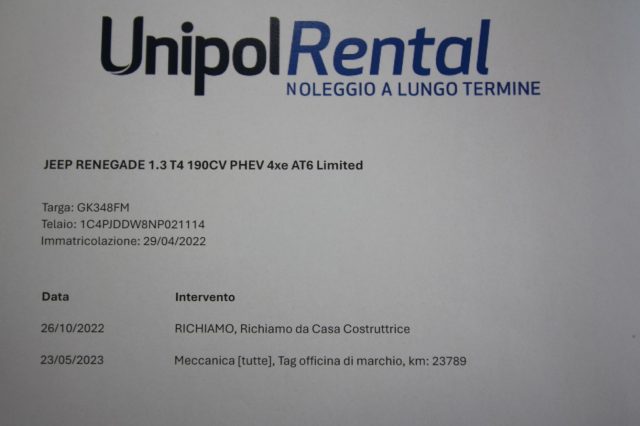 UnipolRental
NOLEGGIO A LUNGO TERMINE
JEEP RENEGADE 1.3 T4 190CV PHEV 4xe AT6 Limited
Targa: GK348FM
Telaio: 1C4PJDDW8NP021114
Immatricolazione: 29/04/2022
Data Intervento
26/10/2022 RICHIAMO, Richiamo da Casa Costruttrice
23/05/2023 Meccanica [tutte], Tag officina di marchio, km: 23789